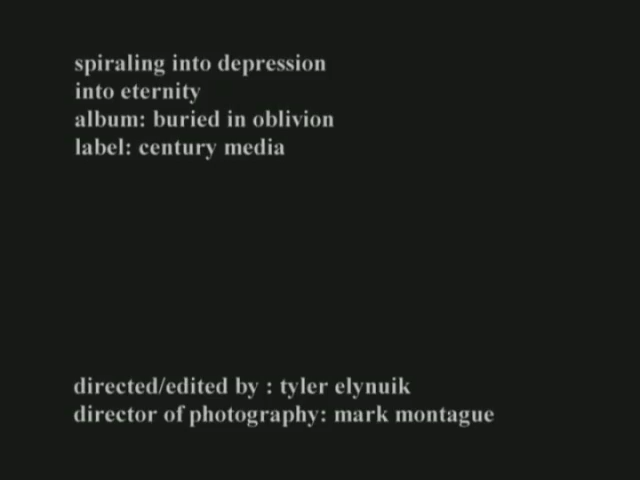 spiraling into depression
into eternity
album: buried in oblivion
label: century media
directed/edited by : tyler elynuik
director of photography: mark montague